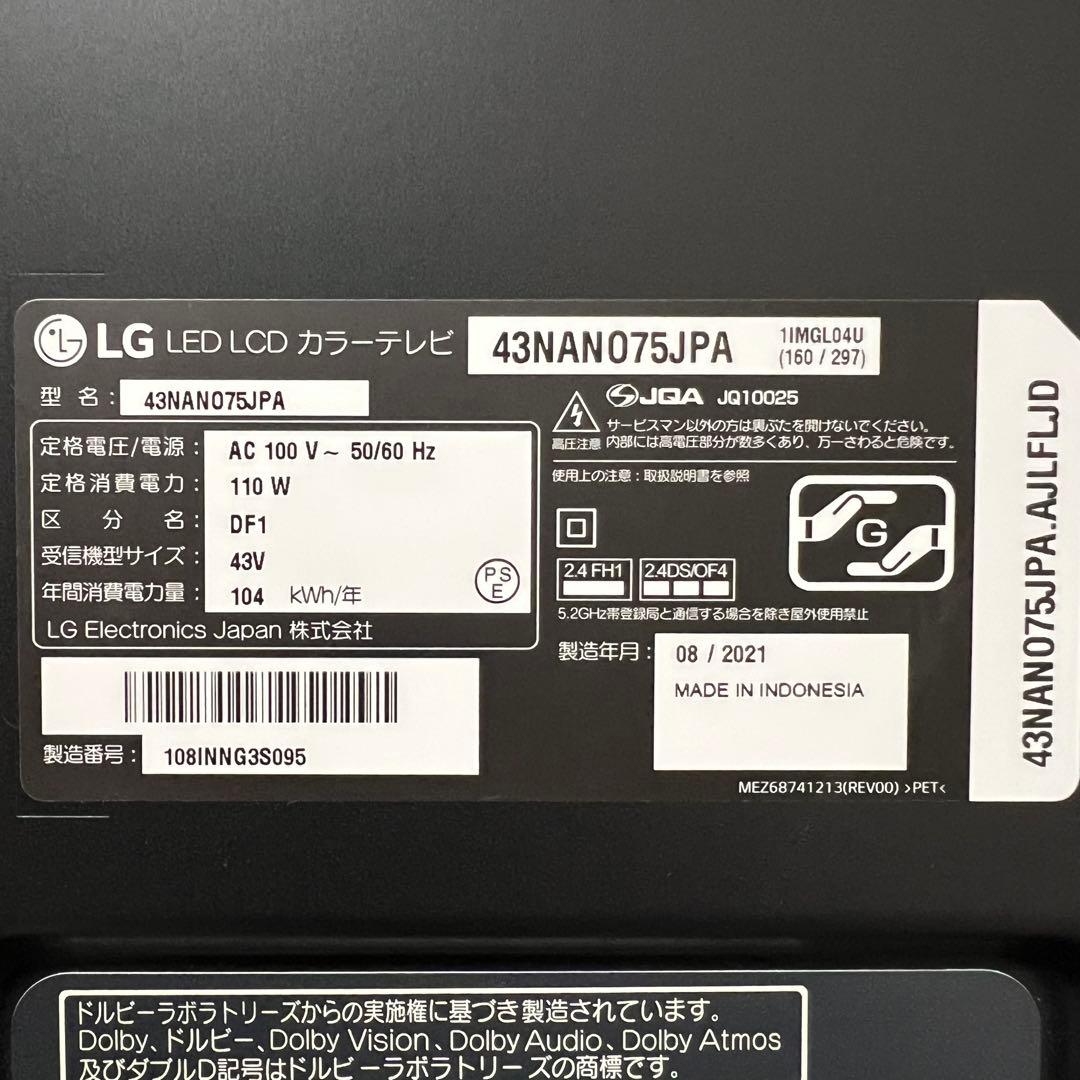 LG LED LCD カラーテレビ 43NANO75JPA 1IMGL04U
(160 / 297)
型 名： 43NANO75JPA
定格電圧/電源： AC 100 V～ 50/60 Hz
定格消費電力： 110 W
区 分 名： DF1
受信機型サイズ： 43V
年間消費電力量： 104 kWh/年
PS
E
LG Electronics Japan 株式会社
製造番号： 108INNG3S095
JQA JQ10025
サービスマン以外の方は裏ぶたを開けないでください。
高圧注意 内部には高電圧部分が数多くあり、万一さわると危険です。
使用上の注意：取扱説明書を参照
G
2.4 FH1 2.4DS/OF4
5.2GHz帯登録局と通信する場合を除き屋外使用禁止
製造年月： 08 / 2021
MADE IN INDONESIA
MEZ68741213(REV00) >PET<
43NANO75JPA.AJLFLJD
ドルビーラボラトリーズからの実施権に基づき製造されています。
Dolby、ドルビー、Dolby Vision、Dolby Audio、Dolby Atmos
及びダブルD記号はドルビーラボラトリーズの商標です。